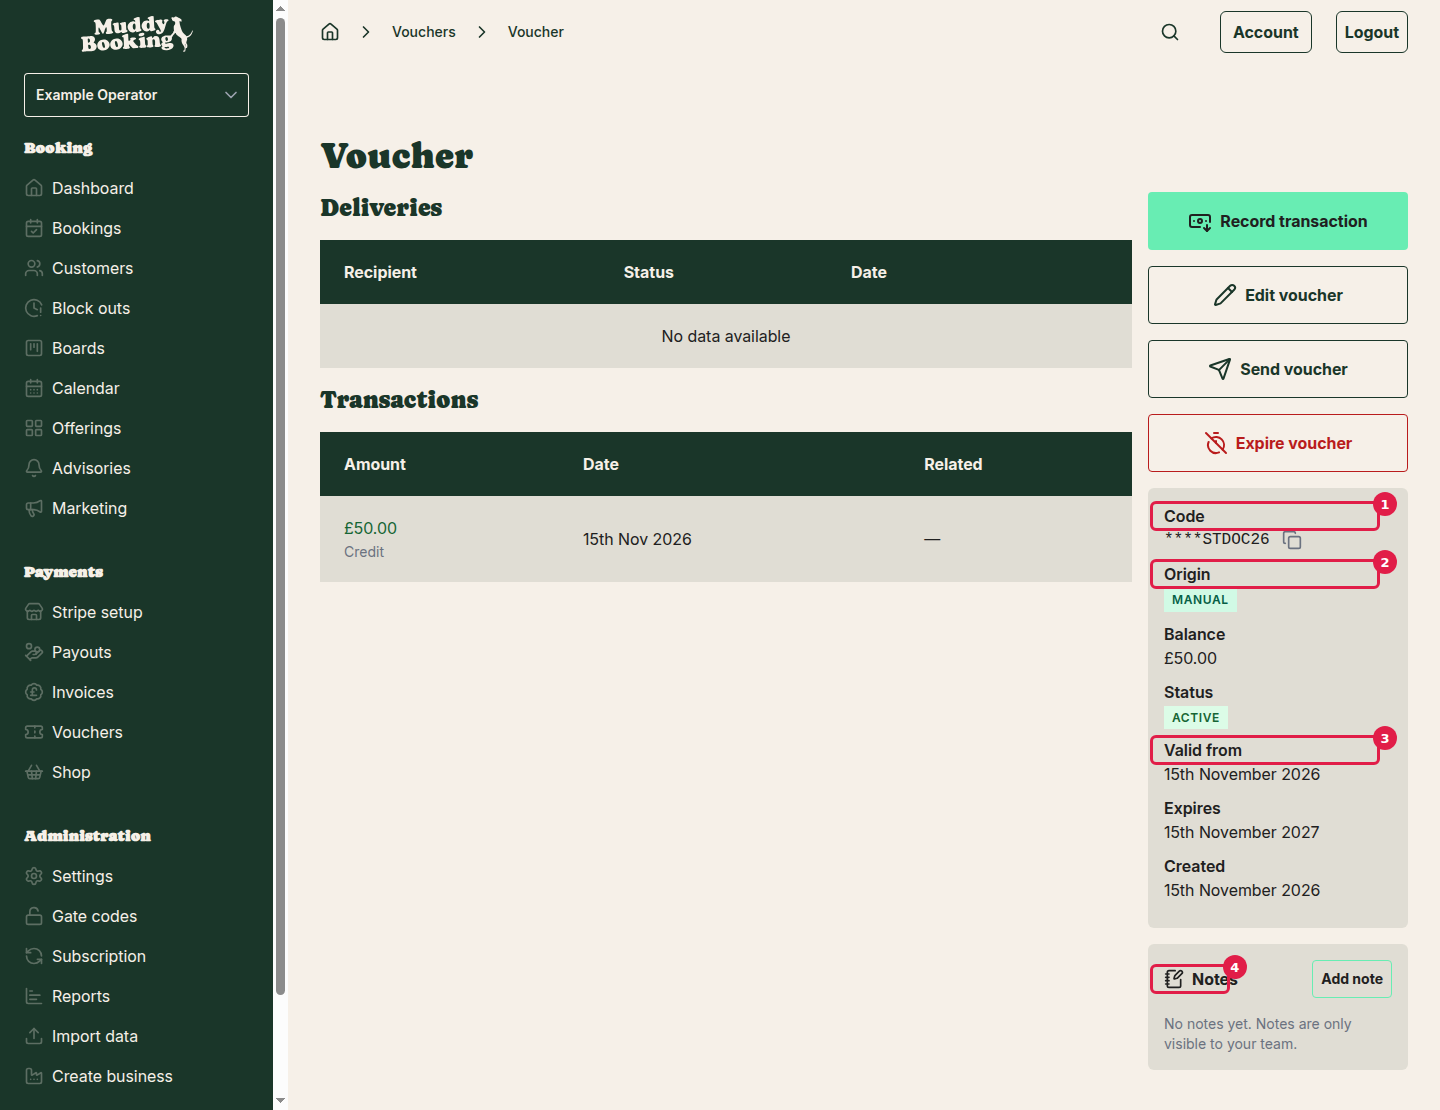 Muddy
Booking
Example Operator
Booking
Dashboard
Bookings
Customers
Block outs
Boards
Calendar
Offerings
Advisories
Marketing
Payments
Stripe setup
Payouts
Invoices
Vouchers
Shop
Administration
Settings
Gate codes
Subscription
Reports
Import data
Create business
Vouchers
Voucher
Account
Logout
Voucher
Deliveries
Recipient Status Date
No data available
Transactions
Amount Date Related
£50.00
Credit
15th Nov 2026
—
Record transaction
Edit voucher
Send voucher
Expire voucher
1
Code
****STDOC26
2
Origin
MANUAL
Balance
£50.00
Status
ACTIVE
3
Valid from
15th November 2026
Expires
15th November 2027
Created
15th November 2026
4
Notes
Add note
No notes yet. Notes are only
visible to your team.